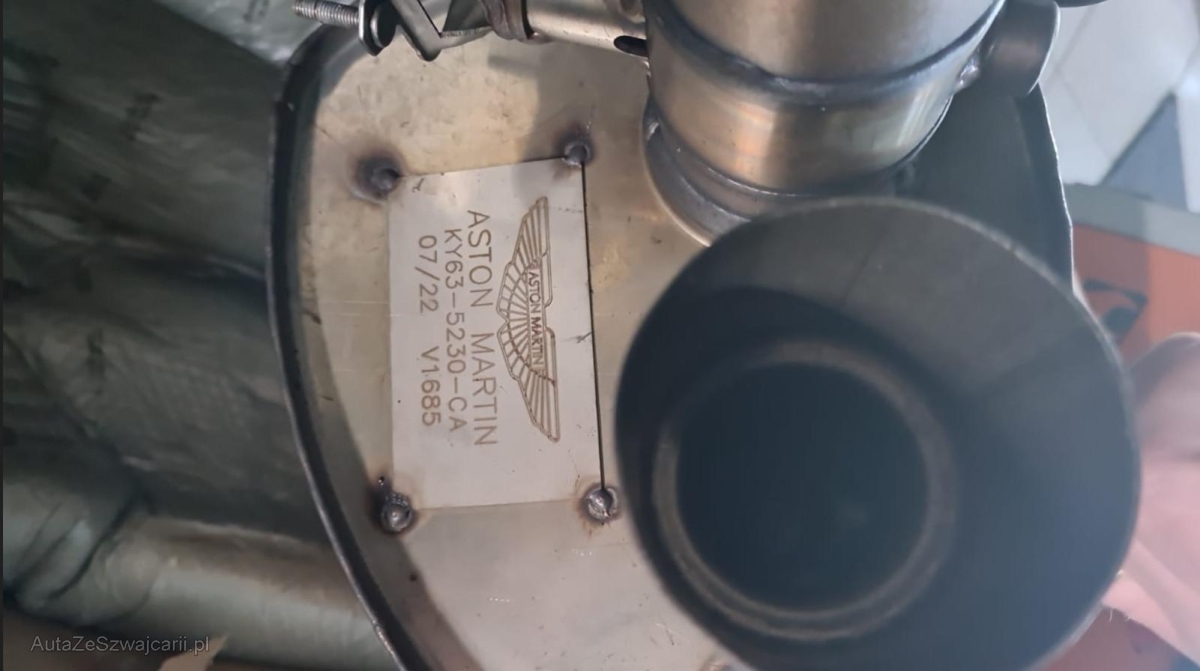 ASTON MARTIN
ASTON MARTIN
KY63-5230-CA
07/22 V1685
AutaZeSzwajcarii.pl